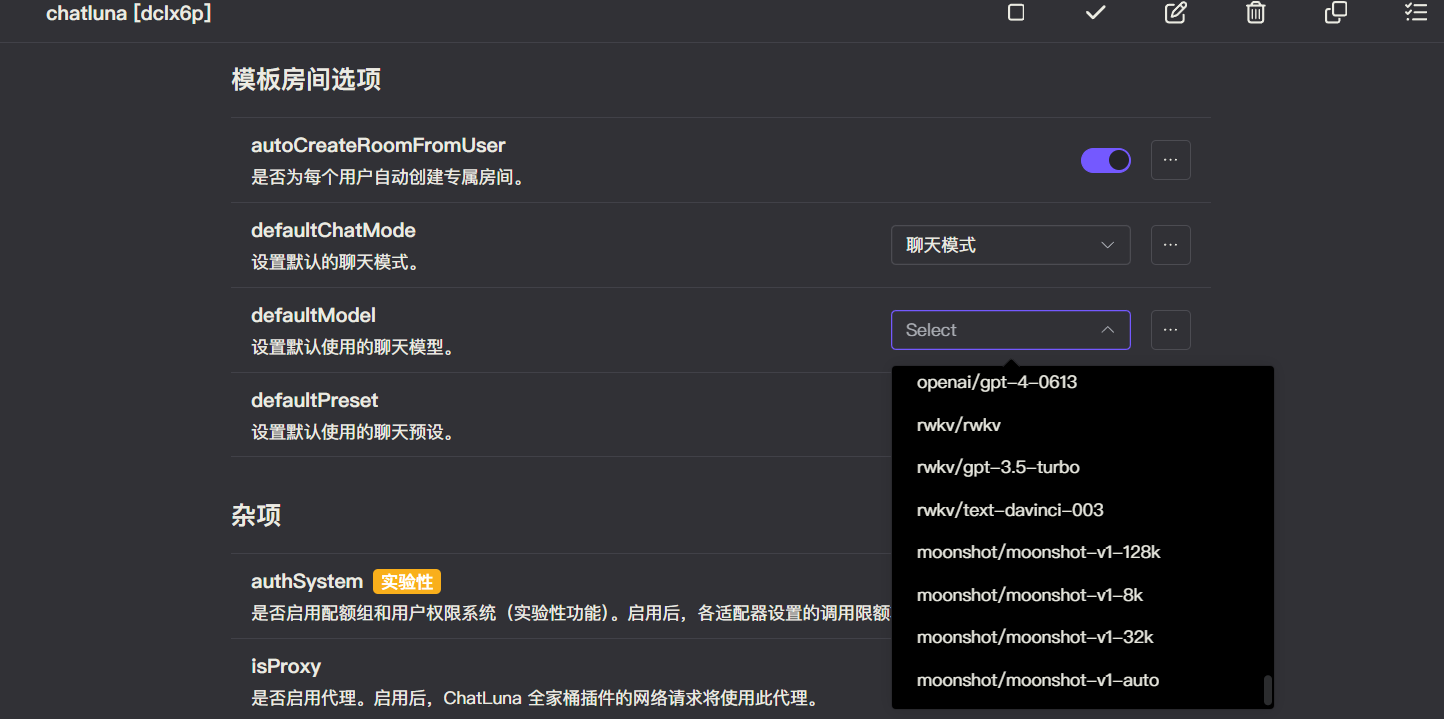 chatluna [dclx6p]
模板房间选项
autoCreateRoomFromUser
是否为每个用户自动创建专属房间。
defaultChatMode
设置默认的聊天模式。
聊天模式
defaultModel
设置默认使用的聊天模型。
Select
openai/gpt-4-0613
rwkv/rwkv
rwkv/gpt-3.5-turbo
rwkv/text-davinci-003
moonshot/moonshot-v1-128k
moonshot/moonshot-v1-8k
moonshot/moonshot-v1-32k
moonshot/moonshot-v1-auto
defaultPreset
设置默认使用的聊天预设。
杂项
authSystem 实验性
是否启用配额组和用户权限系统（实验性功能）。启用后，各适配器设置的调用限额
isProxy
是否启用代理。启用后，ChatLuna 全家桶插件的网络请求将使用此代理。